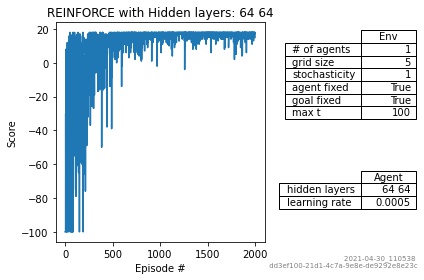 REINFORCE with Hidden layers: 64 64
Score
0
−20
−40
−60
−80
−100
0 500 1000 1500 2000
Episode #
Env
# of agents 1
grid size 5
stochasticity 1
agent fixed True
goal fixed True
max t 100
Agent
hidden layers 64 64
learning rate 0.0005
2021-04-30_110538
dd3ef100-21d1-4c7a-9e8e-de9292e8e23c